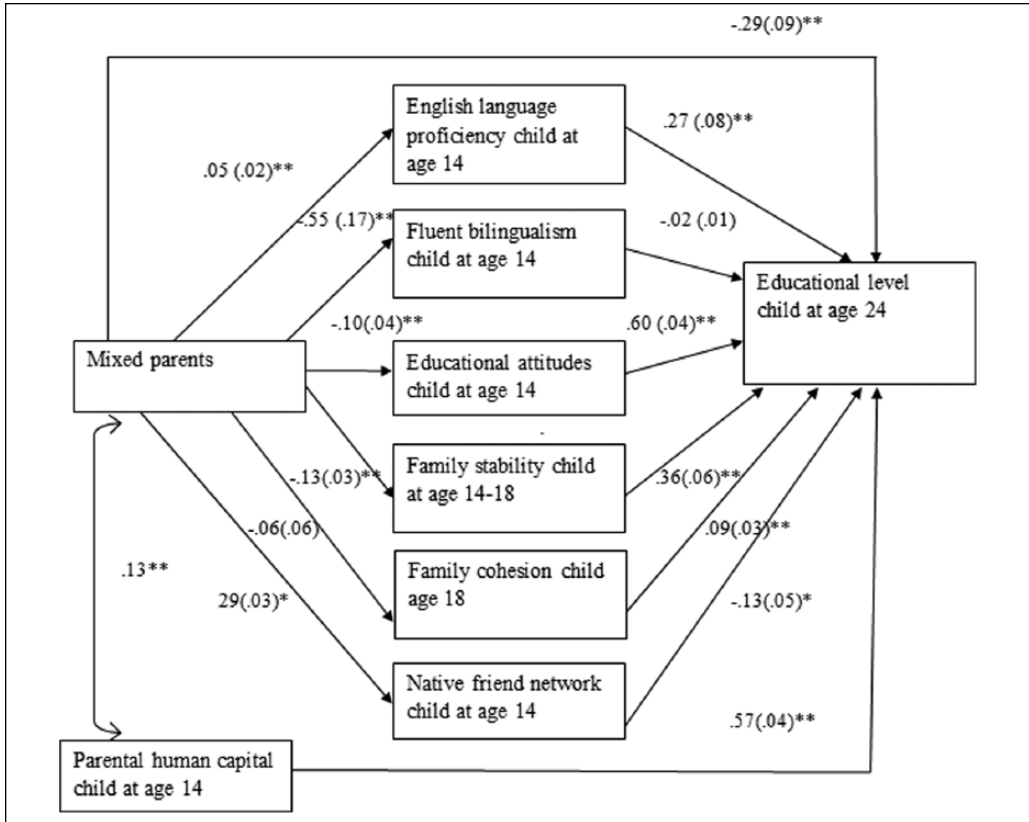 -.29(.09)**
English language
proficiency child at
age 14
.27 (.08)**
.05 (.02)**
-.55 (.17)**
Fluent bilingualism
child at age 14
-.02 (.01)
Educational level
child at age 24
-.10(.04)**
.60 (.04)**
Mixed parents
Educational attitudes
child at age 14
Family stability child
at age 14-18
-.13(.03)**
.36(.06)**
-.06(.06)
.09(.03)**
Family cohesion child
age 18
.13**
29(.03)*
-.13(.05)*
Native friend network
child at age 14
.57(.04)**
Parental human capital
child at age 14